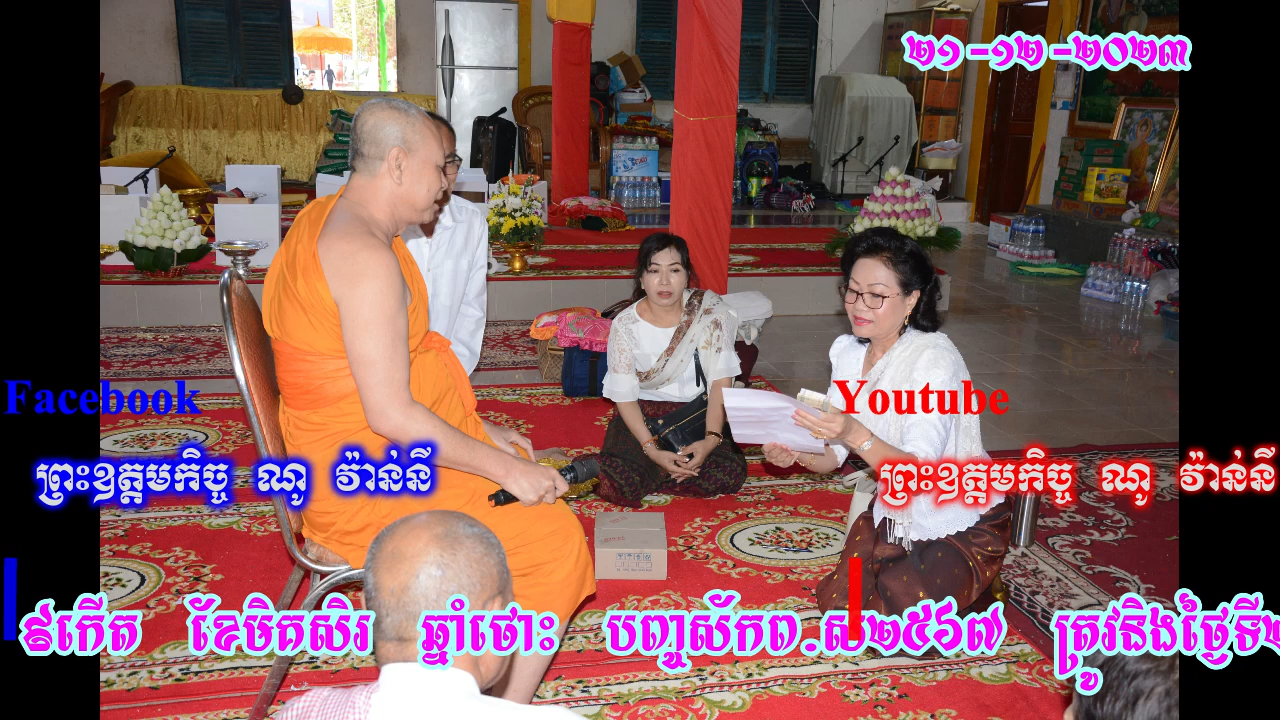 ២១-១២-២០២៣
Facebook
Youtube
ព្រះឧត្តមកិច្ច ណូ វ៉ាន់នី
ព្រះឧត្តមកិច្ច ណូ វ៉ាន់នី
៩កើត ខែមិគសិរ ឆ្នាំថោះ បញ្ចស័កព.ស២៥៦៧ ត្រូវនិងថ្ងៃទី២